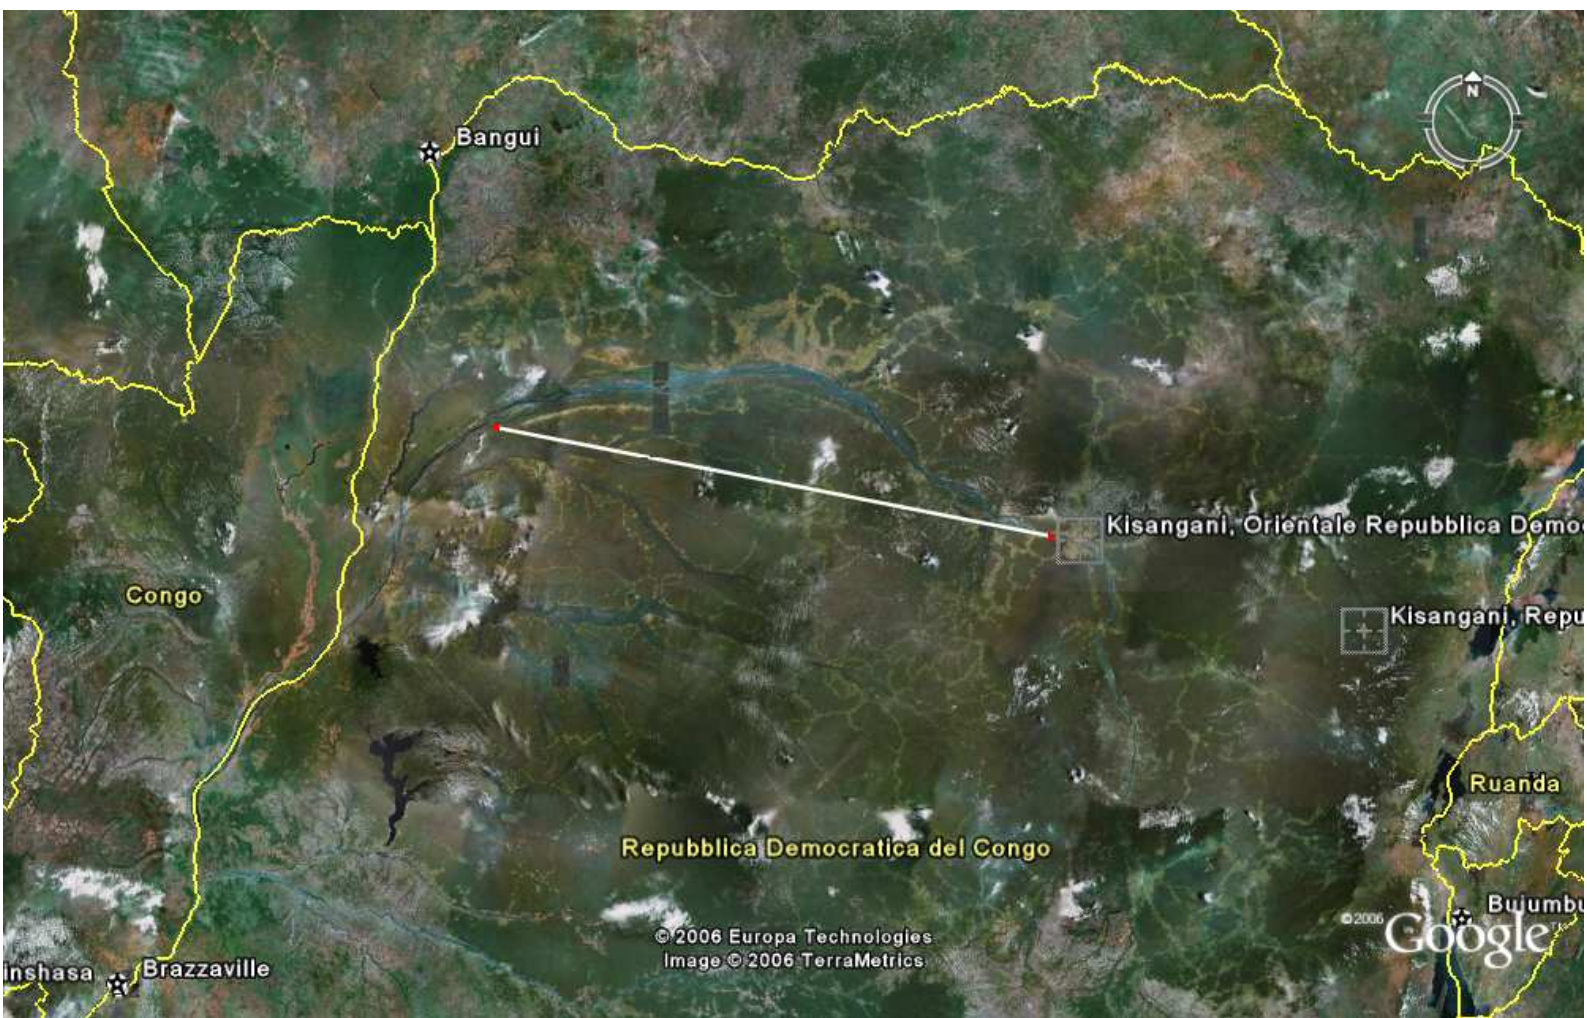 N
Bangui
Kisangani, Orientale Repubblica Demo
Congo
Kisangani, Repu
Ruanda
Repubblica Democratica del Congo
Bujumbu
©2006
Google
© 2006 Europa Technologies
Image © 2006 TerraMetrics
inshasa
Brazzaville